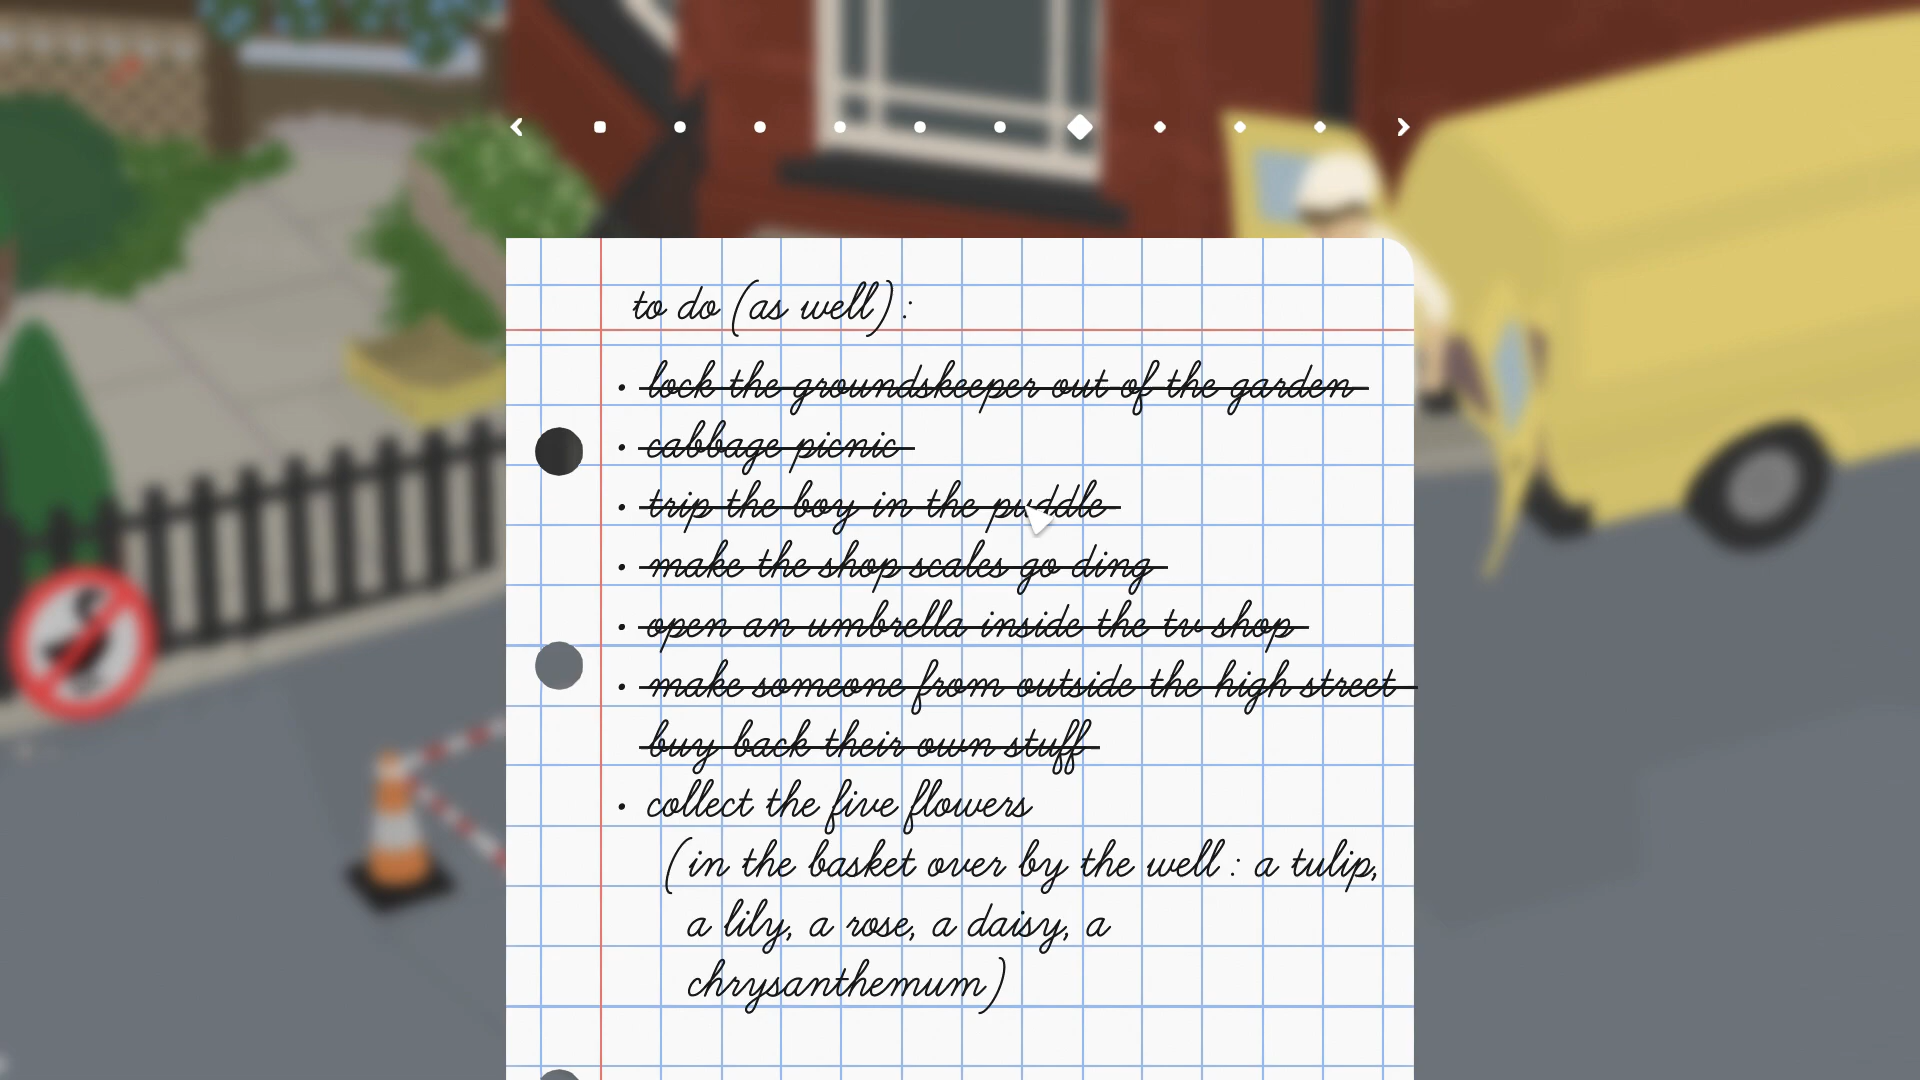 to do (as well) :
• lock the groundskeeper out of the garden
• cabbage picnic
• trip the boy in the puddle
• make the shop scales go ding
• open an umbrella inside the tv shop
• make someone from outside the high street
buy back their own stuff
• collect the five flowers
(in the basket over by the well : a tulip,
a lily, a rose, a daisy, a
chrysanthemum)